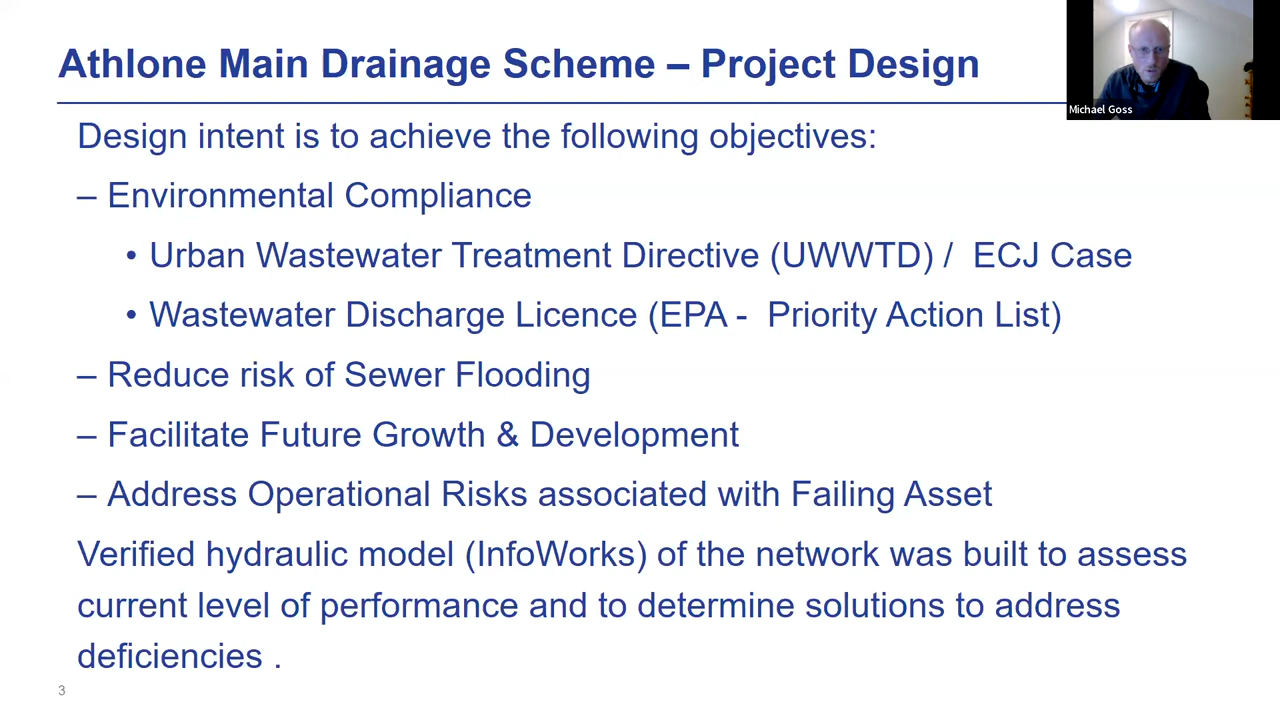 Athlone Main Drainage Scheme – Project Design
Michael Goss
Design intent is to achieve the following objectives:
– Environmental Compliance
• Urban Wastewater Treatment Directive (UWWTD) / ECJ Case
• Wastewater Discharge Licence (EPA - Priority Action List)
– Reduce risk of Sewer Flooding
– Facilitate Future Growth & Development
– Address Operational Risks associated with Failing Asset
Verified hydraulic model (InfoWorks) of the network was built to assess
current level of performance and to determine solutions to address
deficiencies .
3